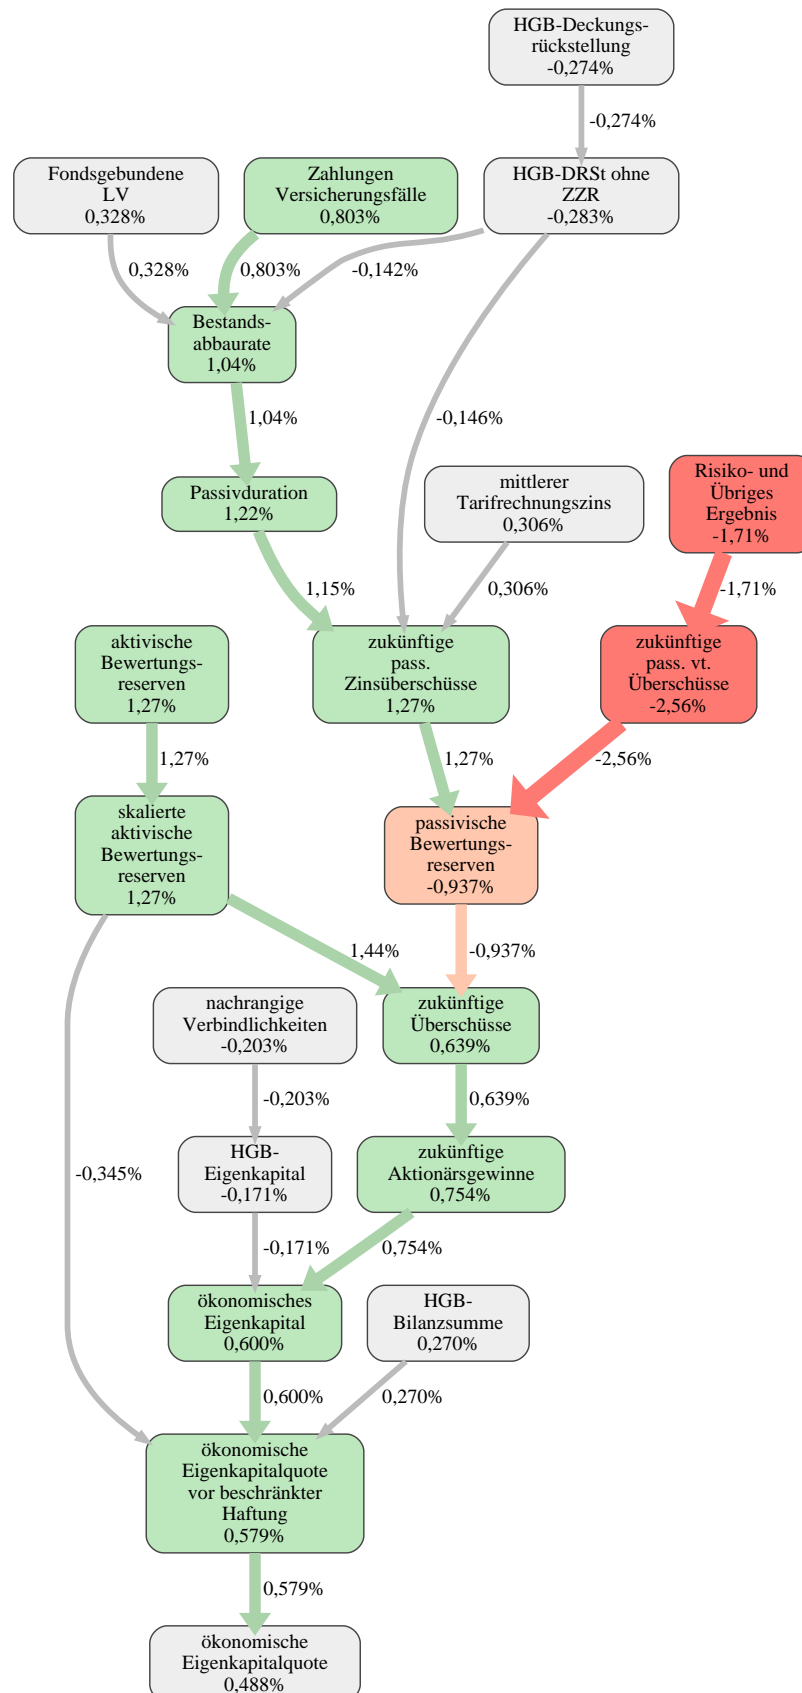 HGB-Deckungs-
rückstellung
-0,274%
-0,274%
Fondsgebundene
LV
0,328%
Zahlungen
Versicherungsfälle
0,803%
HGB-DRSt ohne
ZZR
-0,283%
0,328%
0,803%
-0,142%
Bestands-
abbaurate
1,04%
1,04%
-0,146%
Passivduration
1,22%
mittlerer
Tarifrechnungszins
0,306%
Risiko- und
Übriges
Ergebnis
-1,71%
1,15%
0,306%
-1,71%
aktivische
Bewertungs-
reserven
1,27%
zukünftige
pass.
Zinsüberschüsse
1,27%
zukünftige
pass. vt.
Überschüsse
-2,56%
1,27%
1,27%
-2,56%
skalierte
aktivische
Bewertungs-
reserven
1,27%
passivische
Bewertungs-
reserven
-0,937%
1,44%
-0,937%
nachrangige
Verbindlichkeiten
-0,203%
zukünftige
Überschüsse
0,639%
-0,203%
0,639%
-0,345%
HGB-
Eigenkapital
-0,171%
zukünftige
Aktionärsgewinne
0,754%
-0,171%
0,754%
ökonomisches
Eigenkapital
0,600%
HGB-
Bilanzsumme
0,270%
0,600%
0,270%
ökonomische
Eigenkapitalquote
vor beschränkter
Haftung
0,579%
0,579%
ökonomische
Eigenkapitalquote
0,488%